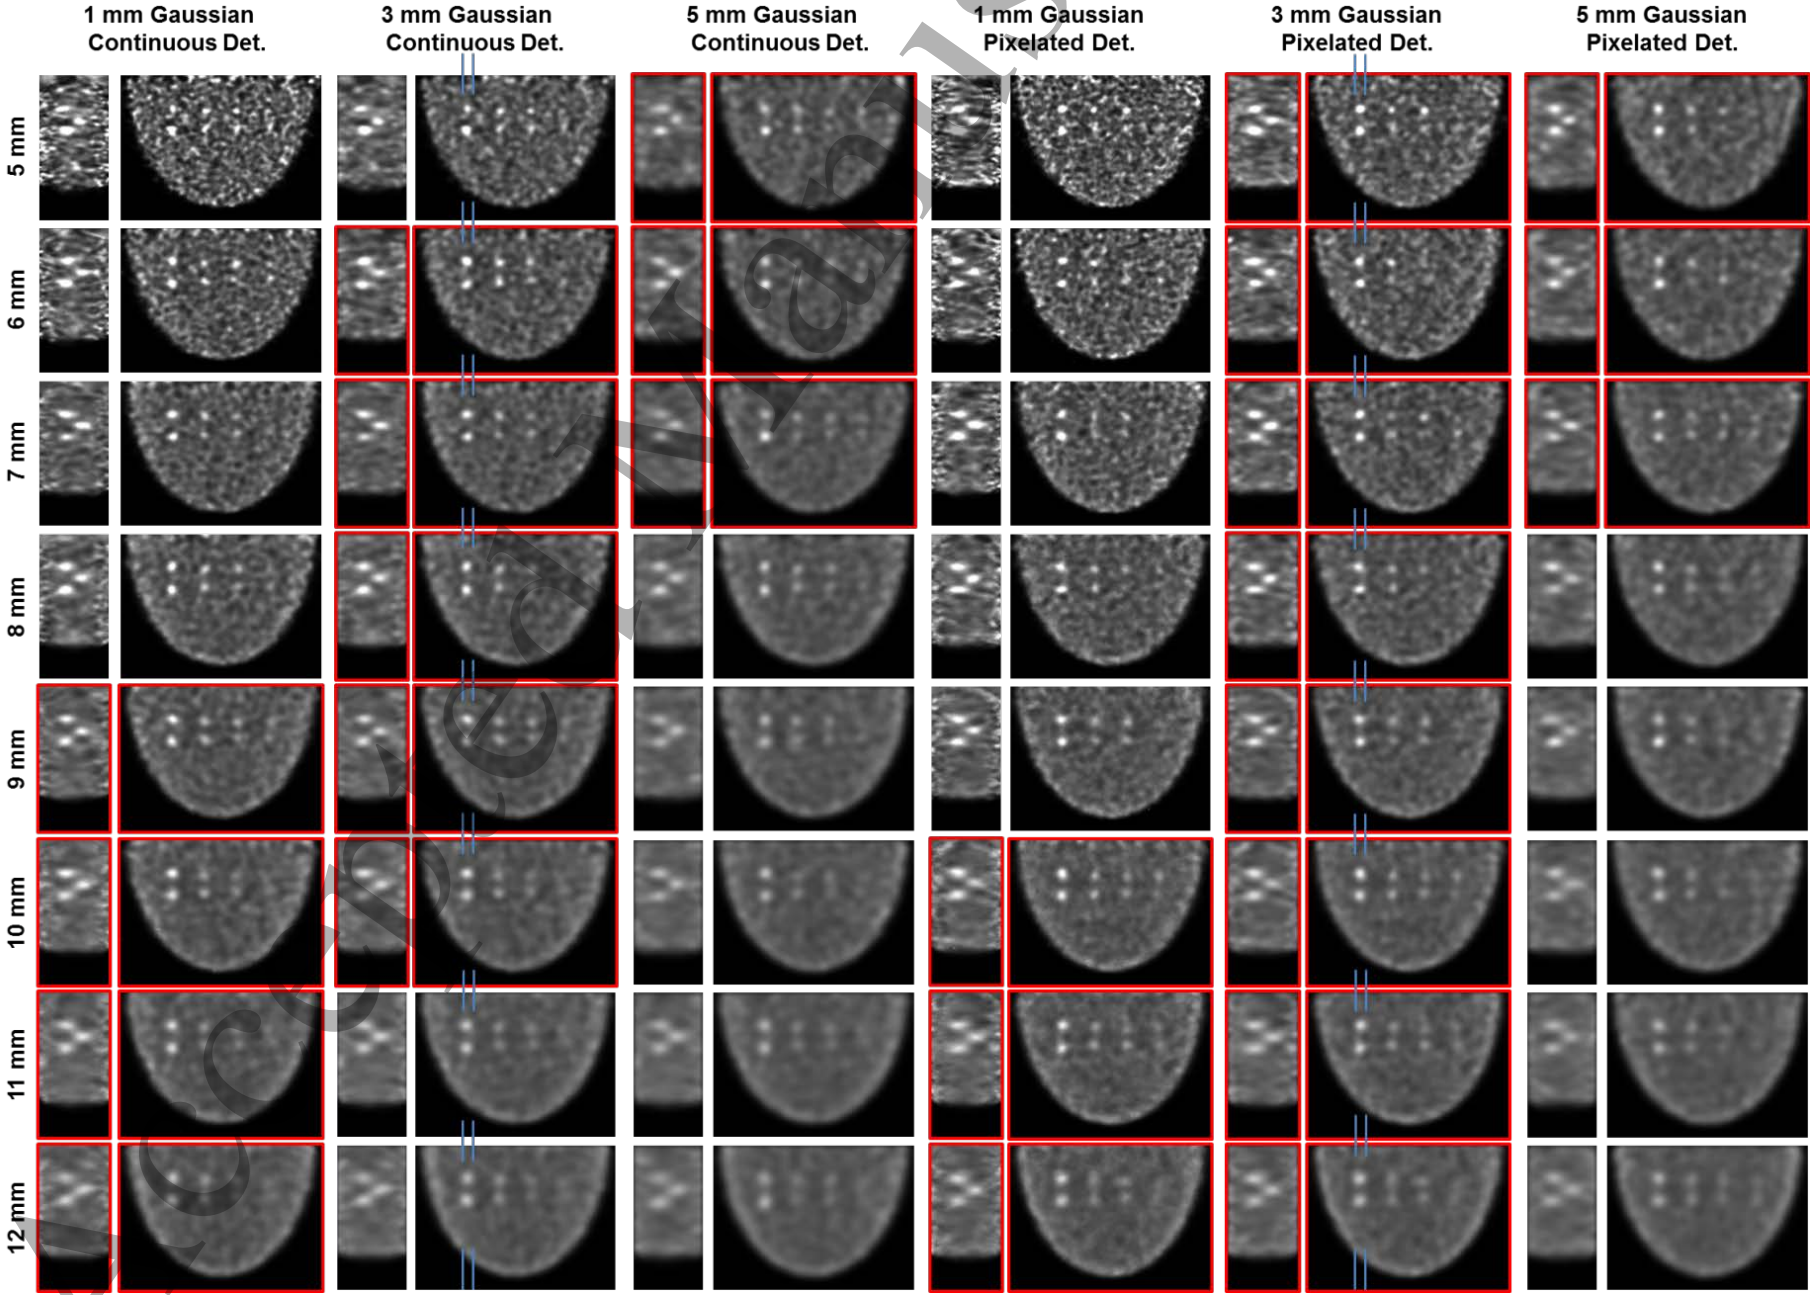 1 mm Gaussian
Continuous Det.
3 mm Gaussian
Continuous Det.
5 mm Gaussian
Continuous Det.
1 mm Gaussian
Pixelated Det.
3 mm Gaussian
Pixelated Det.
5 mm Gaussian
Pixelated Det.
5 mm
6 mm
7 mm
8 mm
9 mm
10 mm
11 mm
12 mm
Accepted Manus